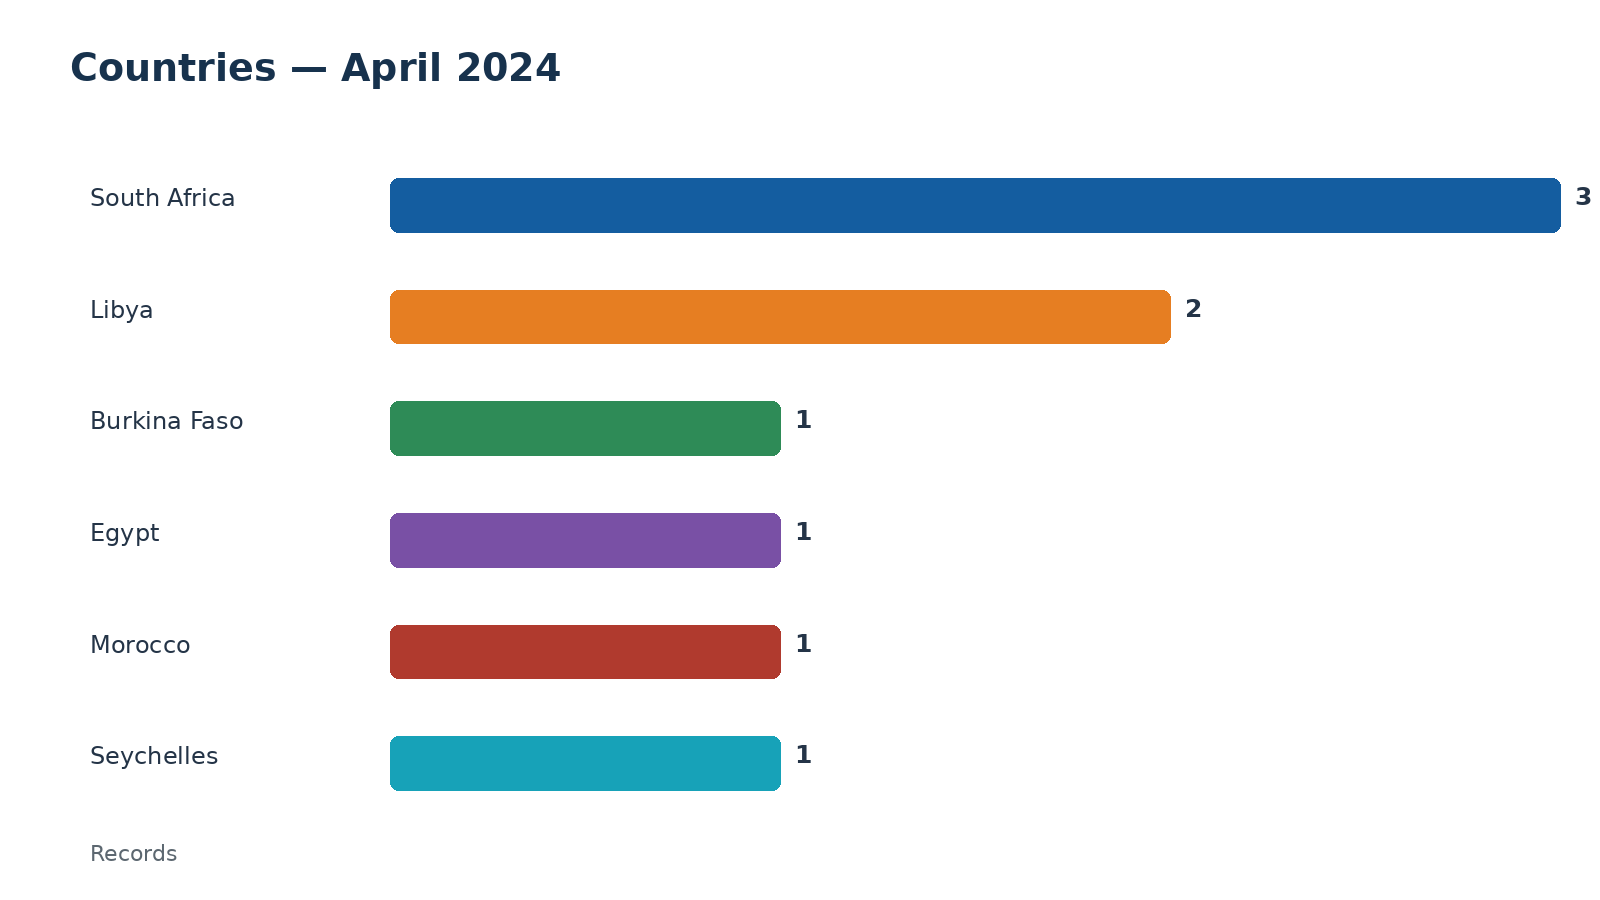 Countries — April 2024
South Africa 3
Libya 2
Burkina Faso 1
Egypt 1
Morocco 1
Seychelles 1
Records